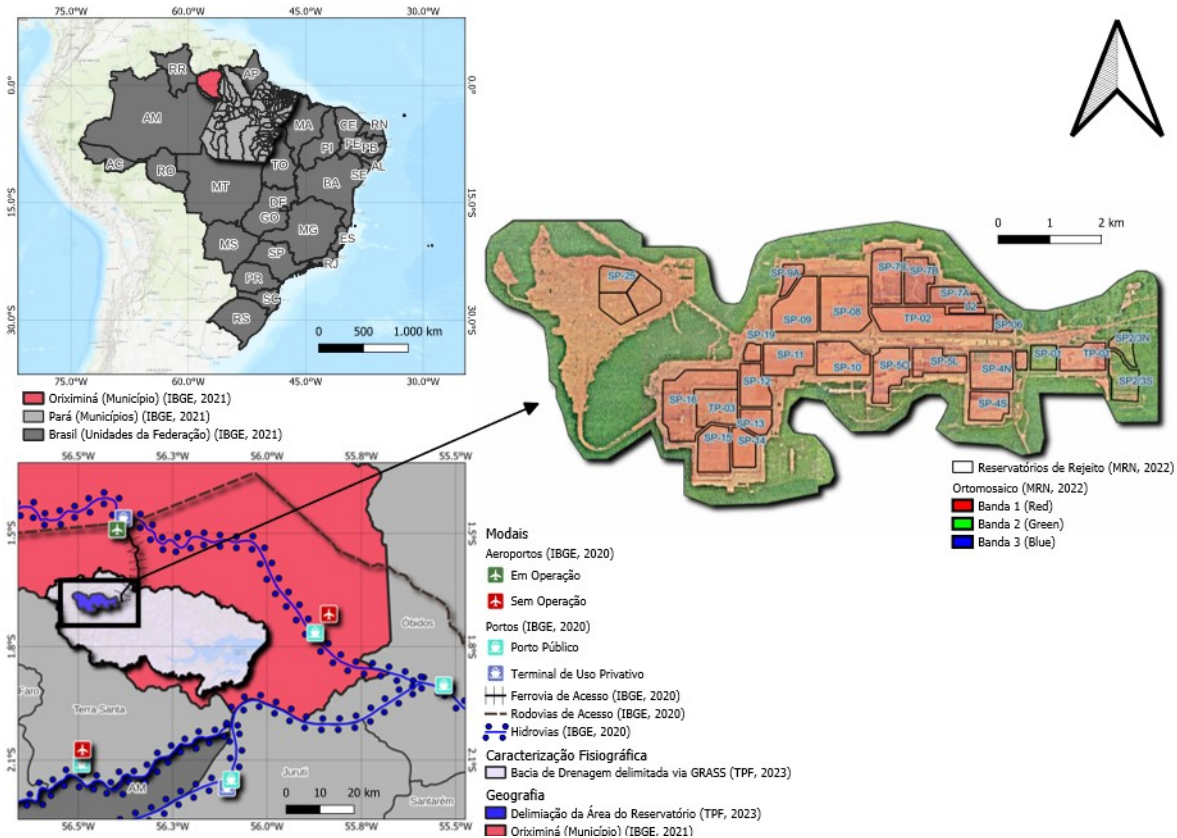 75.0°W 60.0°W 45.0°W 30.0°W
0.0°
15.0°S
30.0°S
0.0°
15.0°S
30.0°S
RR
AP
AM
MA
CE
RN
PI
PE
PB
AC
RO
TO
AL
SE
MT
BA
DF
GO
MG
MS
ES
SP
RJ
PR
SC
RS
0 500 1.000 km
75.0°W 60.0°W 45.0°W 30.0°W
Oriximiná (Município) (IBGE, 2021)
Pará (Municípios) (IBGE, 2021)
Brasil (Unidades da Federação) (IBGE, 2021)
0 1 2 km
SP-25
SP-9A
SP-7C
SP-7B
SP-7A
SP-09
SP-08
TP-02
SP-06
SP-19
SP2/3N
SP-11
SP-10
SP-5O
SP-5L
SP-4N
SP-01
TP-01
SP-12
SP2/3S
SP-16
TP-03
SP-4S
SP-13
SP-15
SP-14
Reservatórios de Rejeito (MRN, 2022)
Ortomosaico (MRN, 2022)
Banda 1 (Red)
Banda 2 (Green)
Banda 3 (Blue)
56.5°W 56.3°W 56.0°W 55.8°W 55.5°W
1.5°S
1.8°S
2.1°S
1.5°S
1.8°S
2.1°S
Óbidos
Faro
Terra Santa
AM
Juruti
Santarém
0 10 20 km
56.5°W 56.3°W 56.0°W 55.8°W 55.5°W
Modais
Aeroportos (IBGE, 2020)
Em Operação
Sem Operação
Portos (IBGE, 2020)
Porto Público
Terminal de Uso Privativo
Ferrovia de Acesso (IBGE, 2020)
Rodovias de Acesso (IBGE, 2020)
Hidrovias (IBGE, 2020)
Caracterização Fisiográfica
Bacia de Drenagem delimitada via GRASS (TPF, 2023)
Geografia
Delimiação da Área do Reservatório (TPF, 2023)
Oriximiná (Município) (IBGE, 2021)